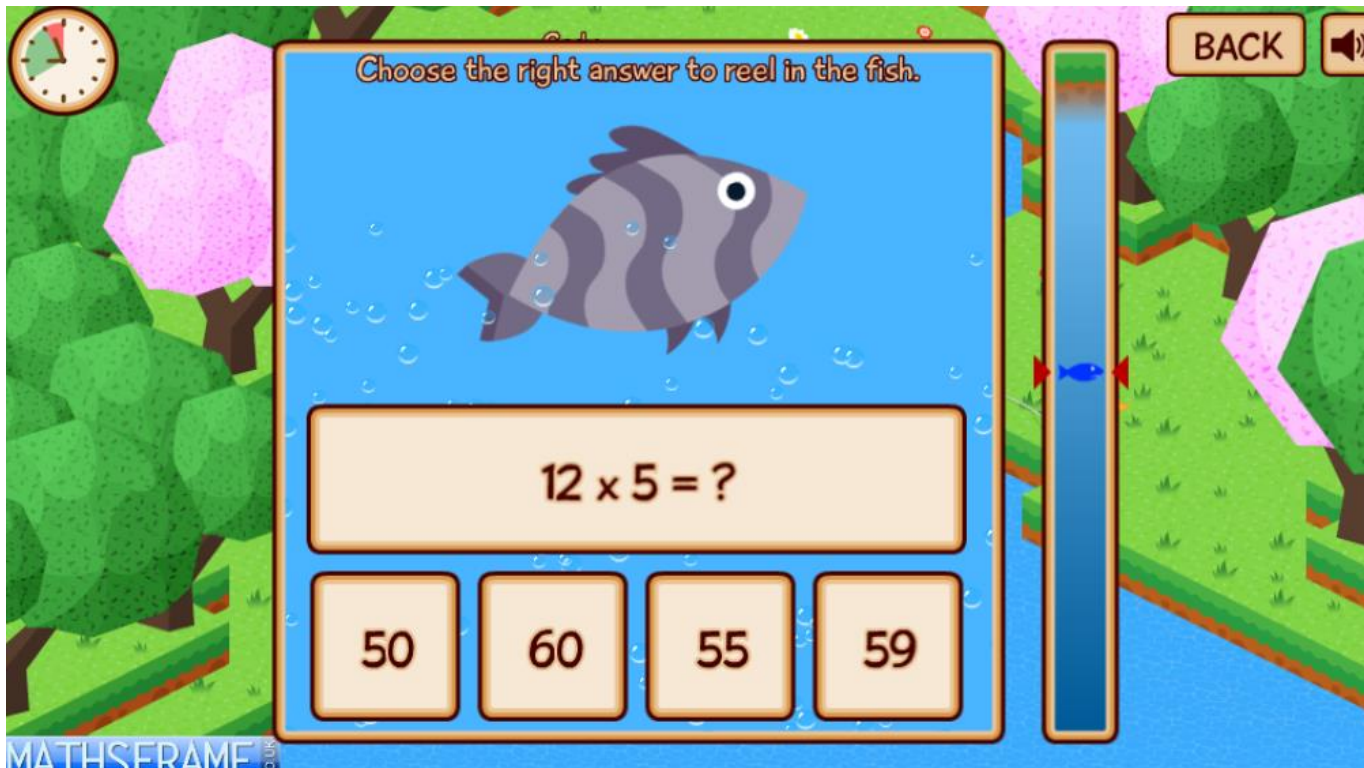 BACK
Choose the right answer to reel in the fish.
12 x 5 = ?
50 60 55 59
MATHSFRAME